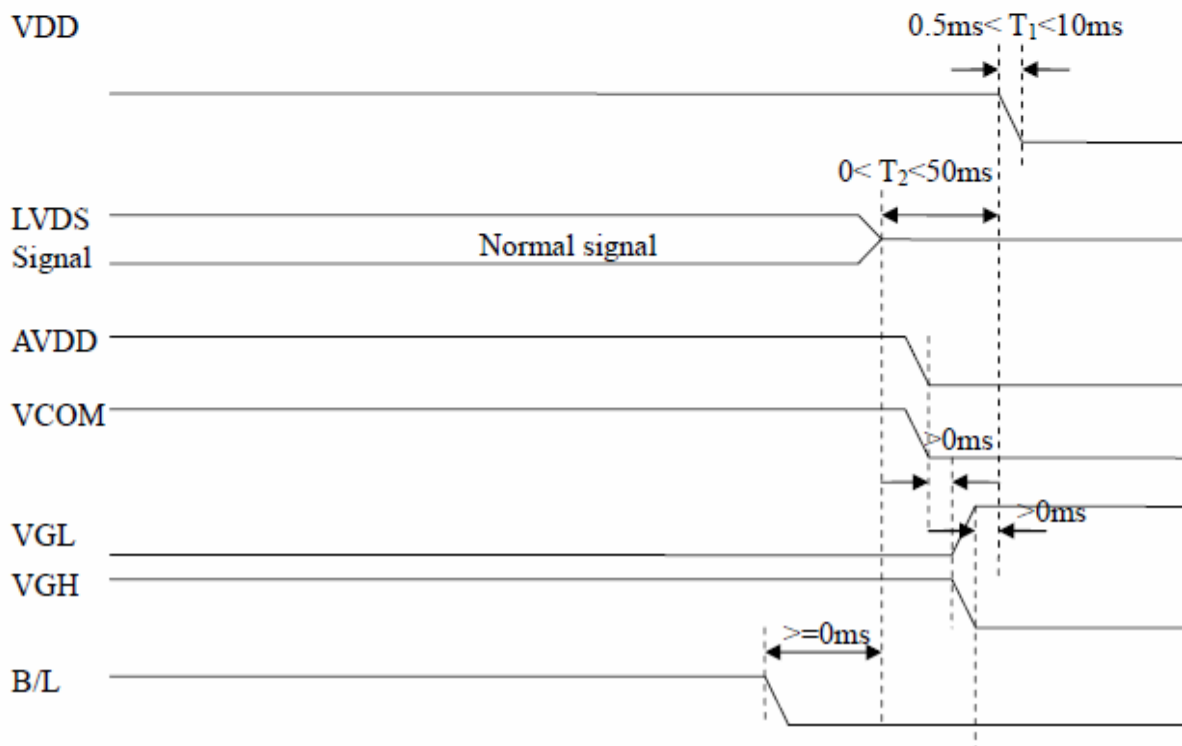 VDD
0.5ms< T₁<10ms
0< T₂<50ms
LVDS
Signal
Normal signal
AVDD
VCOM
>0ms
>0ms
VGL
VGH
>=0ms
B/L